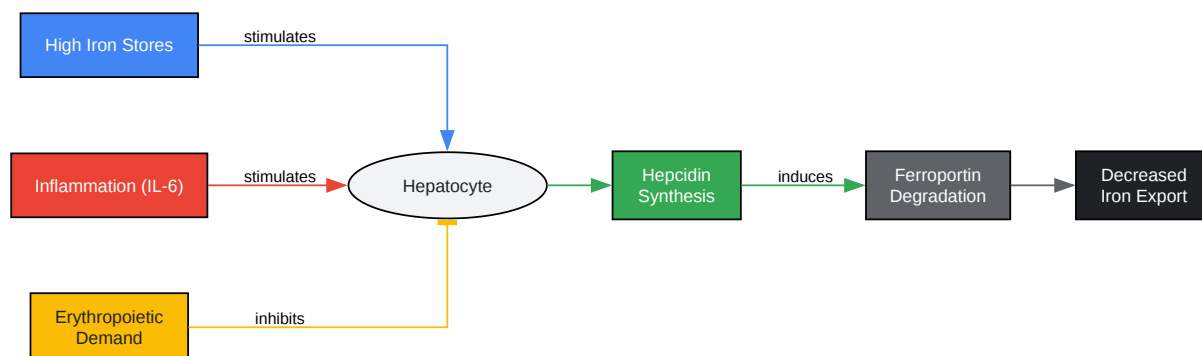 High Iron Stores
stimulates
Inflammation (IL-6)
stimulates
Hepatocyte
Hepcidin
Synthesis
induces
Ferroportin
Degradation
Decreased
Iron Export
Erythropoietic
Demand
inhibits